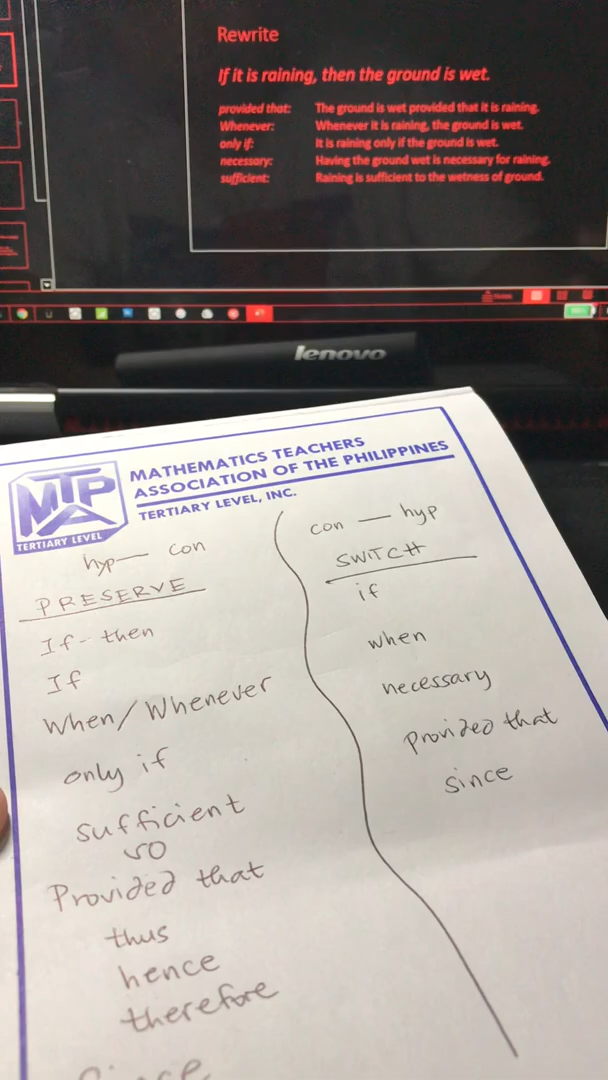 Rewrite
If it is raining, then the ground is wet.
provided that: The ground is wet provided that it is raining.
Whenever: Whenever it is raining, the ground is wet.
only if: It is raining only if the ground is wet.
necessary: Having the ground wet is necessary for raining.
sufficient: Raining is sufficient to the wetness of ground.
lenovo
MTAP
TERTIARY LEVEL
MATHEMATICS TEACHERS
ASSOCIATION OF THE PHILIPPINES
TERTIARY LEVEL, INC.
hyp — con
PRESERVE
If - then
If
When/Whenever
only if
sufficient
so
Provided that
thus
hence
therefore
Since
con — hyp
SWITCH
if
when
necessary
Provided that
since